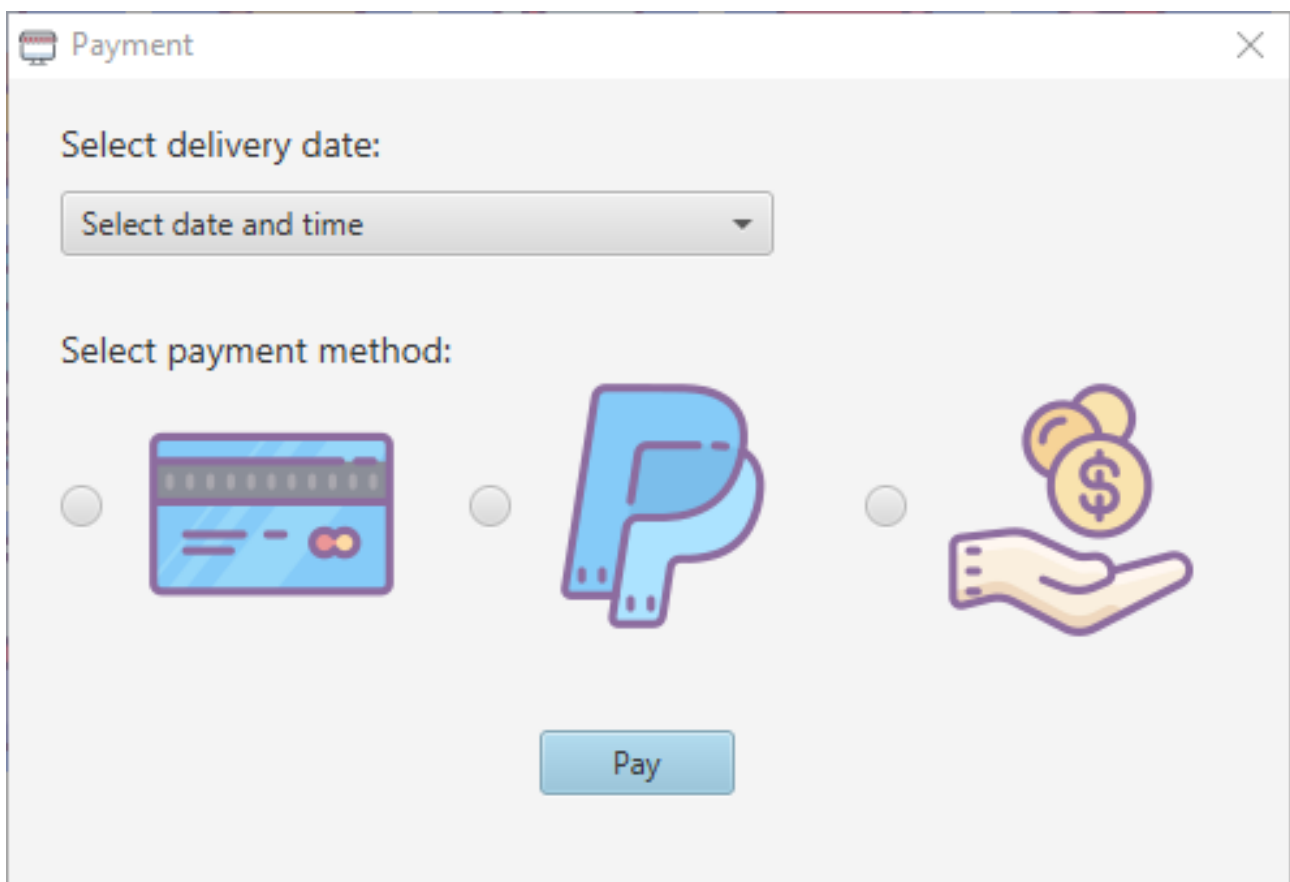 Payment
Select delivery date:
Select date and time
Select payment method:
$
Pay